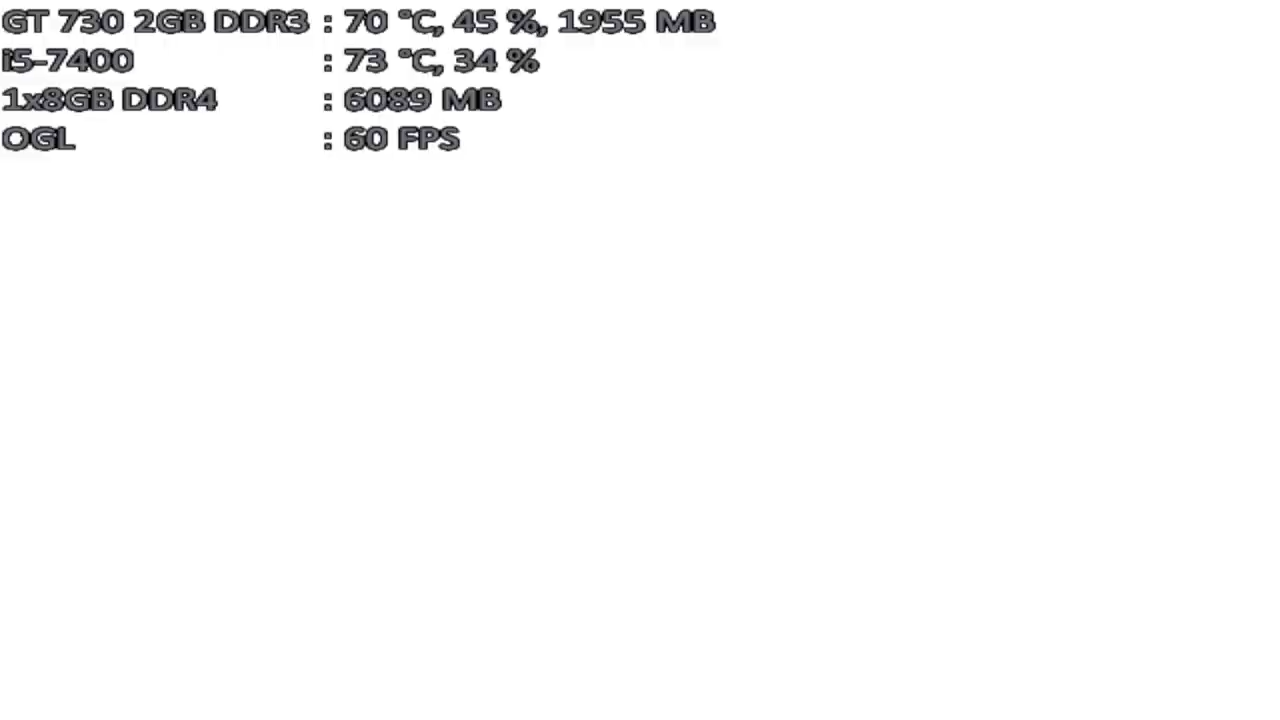 GT 730 2GB DDR3 : 70 °C, 45 %, 1955 MB
i5-7400 : 73 °C, 34 %
1x8GB DDR4 : 6089 MB
OGL : 60 FPS